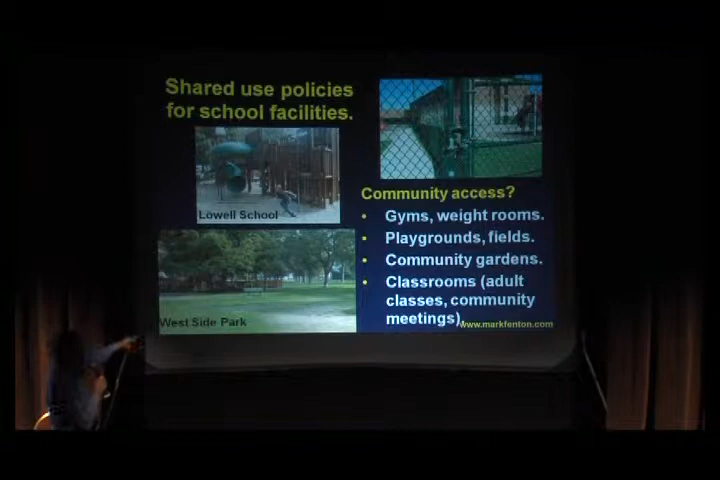 Shared use policies
for school facilities.
Lowell School
West Side Park
Community access?
• Gyms, weight rooms.
• Playgrounds, fields.
• Community gardens.
• Classrooms (adult
classes, community
meetings).
www.markfenton.com